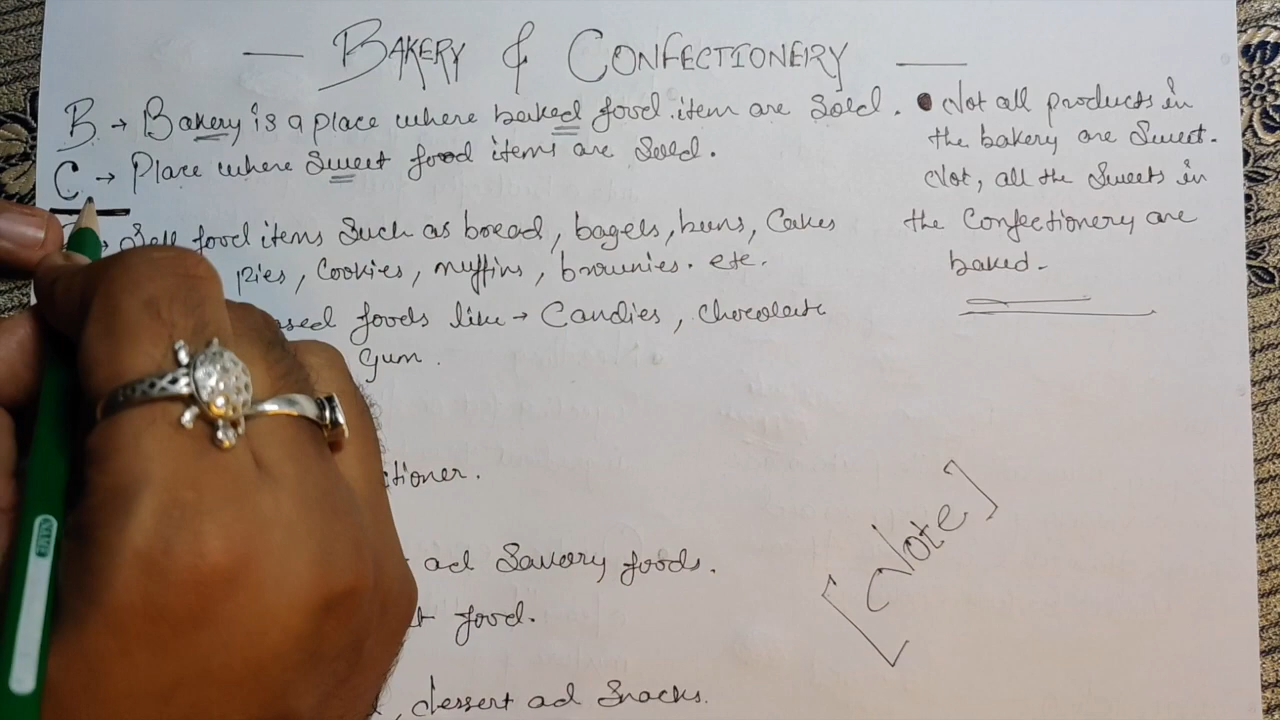 — BAKERY & CONFECTIONERY —
B → Bakery is a place where baked food item are Sold.
C → Place where Sweet food items are Sold.
→ Sell food items Such as bread, bagels, buns, Cakes
pies, Cookies, muffins, brownies. etc.
ased foods like → Candies, chocolate
Gum.
ctioner.
ad Savory foods.
t food.
, dessert ad Snacks.
• Not all products in
the bakery are Sweet.
Not, all the Sweets in
the Confectionery are
baked.
[Note]